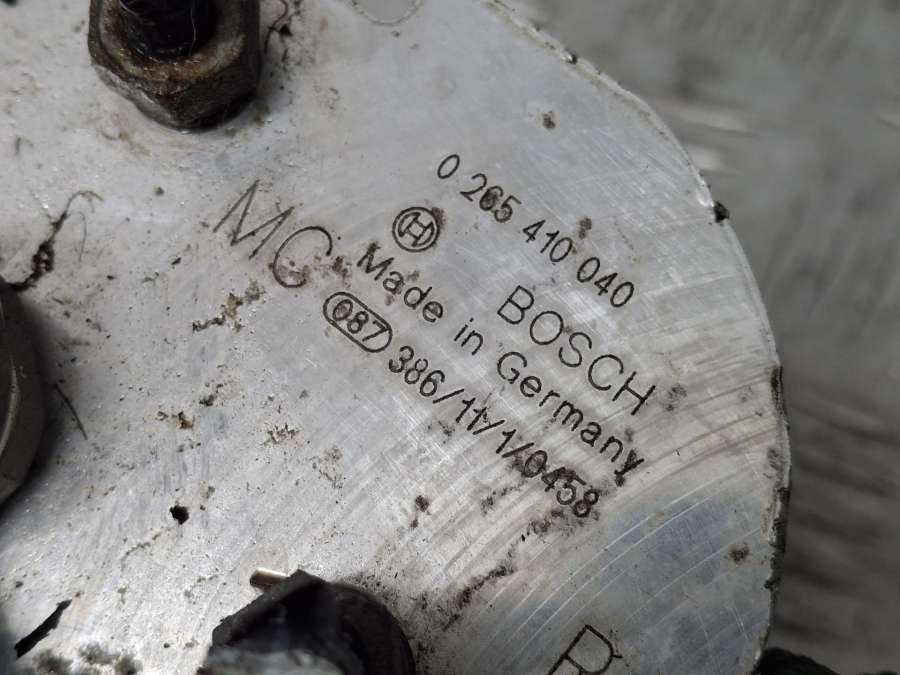 0 265 410 040
BOSCH
Made in Germany
087 386/11/1/0458
MC
R